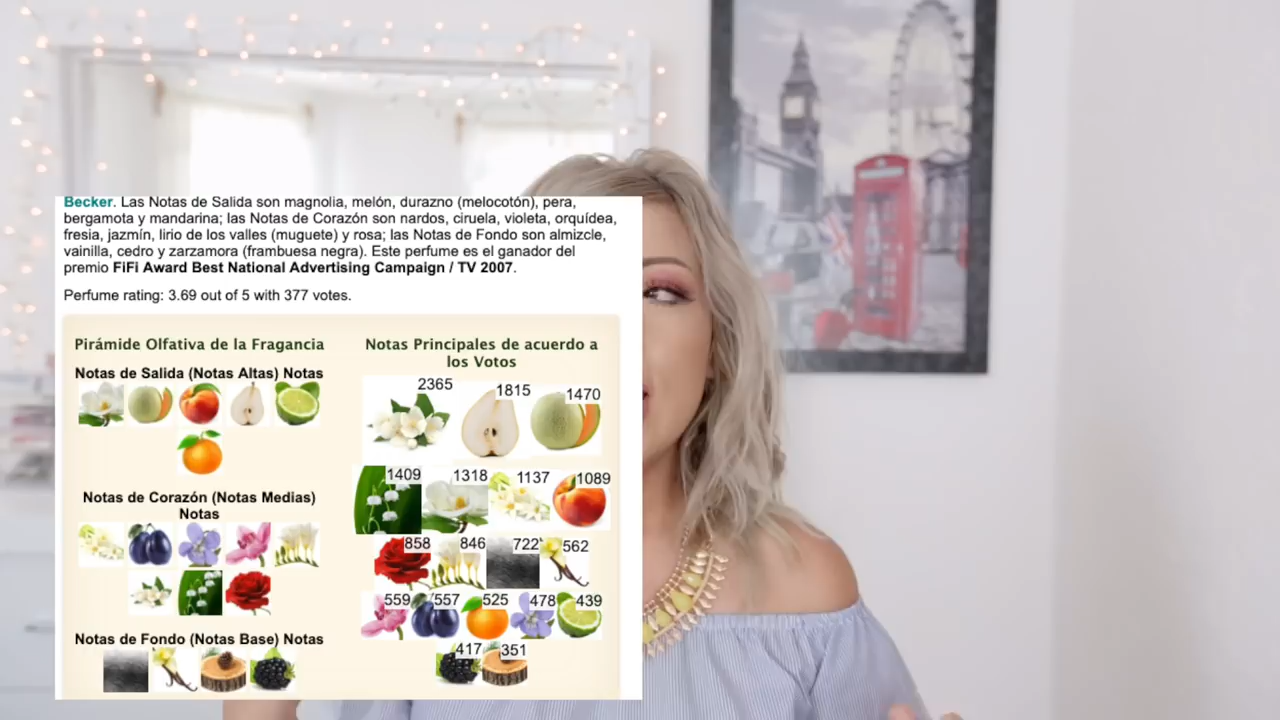 Becker. Las Notas de Salida son magnolia, melón, durazno (melocotón), pera,
bergamota y mandarina; las Notas de Corazón son nardos, ciruela, violeta, orquídea,
fresia, jazmín, lirio de los valles (muguete) y rosa; las Notas de Fondo son almizcle,
vainilla, cedro y zarzamora (frambuesa negra). Este perfume es el ganador del
premio FiFi Award Best National Advertising Campaign / TV 2007.
Perfume rating: 3.69 out of 5 with 377 votes.
Pirámide Olfativa de la Fragancia
Notas de Salida (Notas Altas) Notas
Notas de Corazón (Notas Medias)
Notas
Notas de Fondo (Notas Base) Notas
Notas Principales de acuerdo a
los Votos
2365 1815 1470
1409 1318 1137 1089
858 846 722 562
559 557 525 478 439
417 351